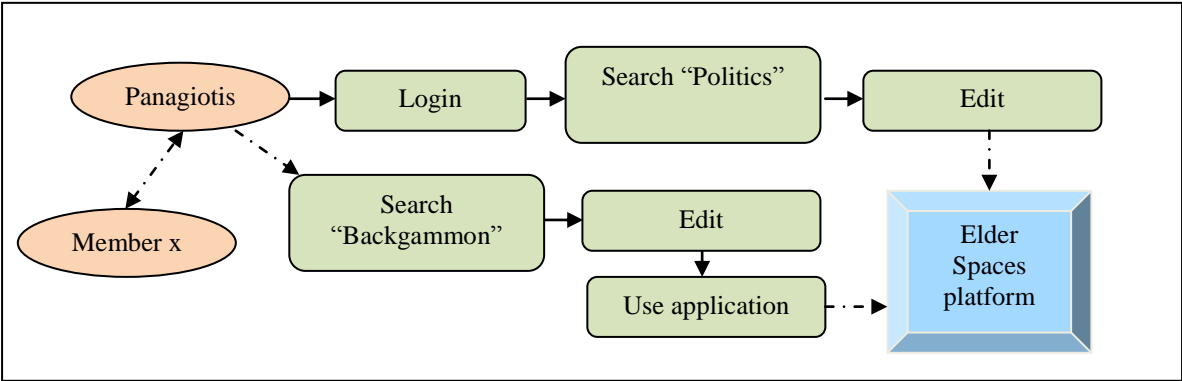 Panagiotis
Login
Search “Politics”
Edit
Member x
Search
“Backgammon”
Edit
Use application
Elder
Spaces
platform